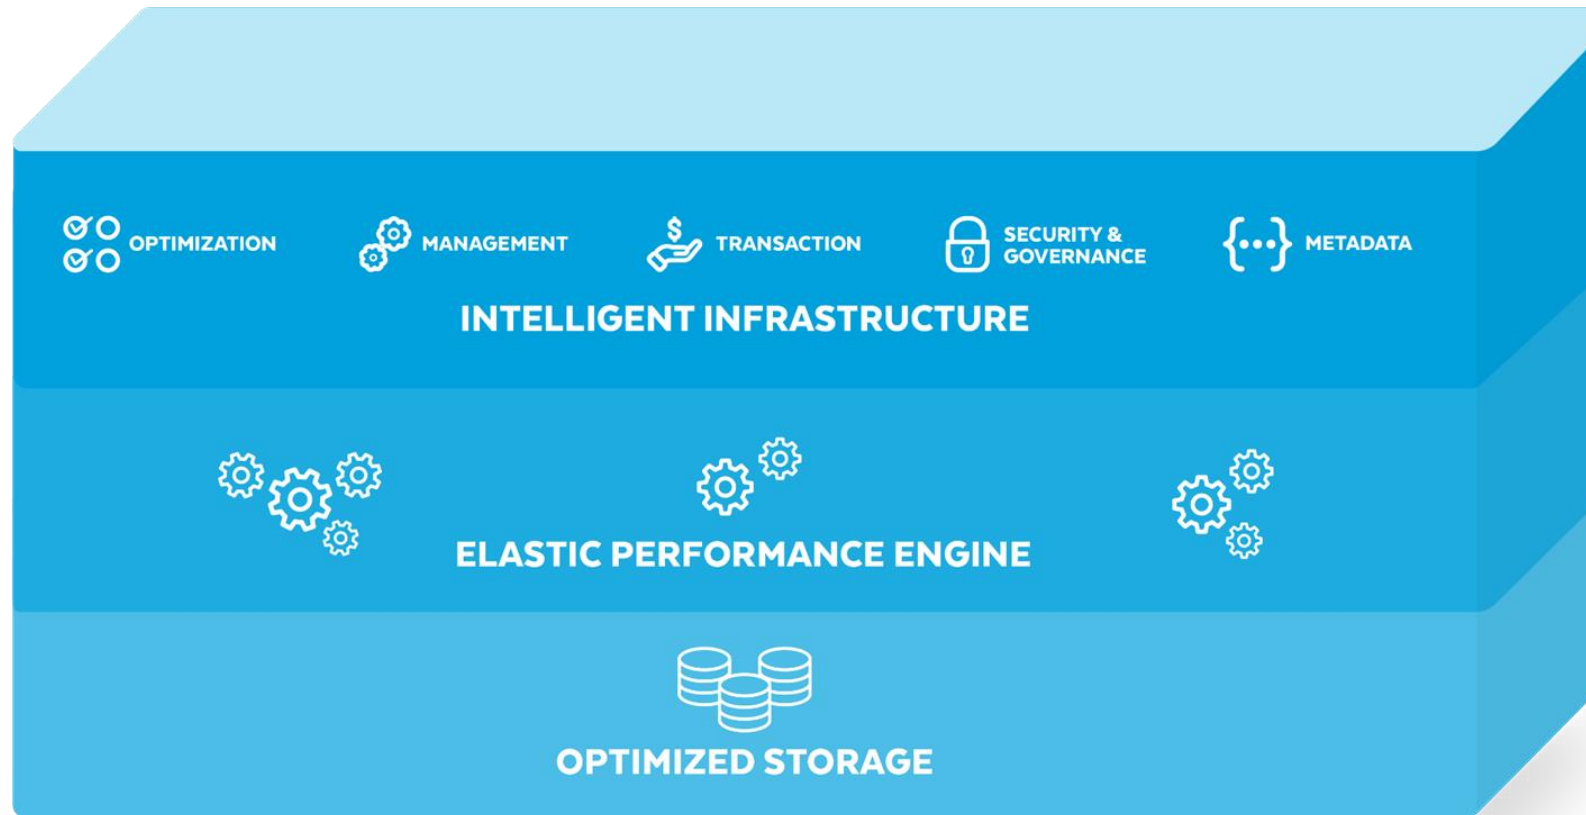 OPTIMIZATION
MANAGEMENT
$
TRANSACTION
SECURITY &
GOVERNANCE
{...} METADATA
INTELLIGENT INFRASTRUCTURE
ELASTIC PERFORMANCE ENGINE
OPTIMIZED STORAGE